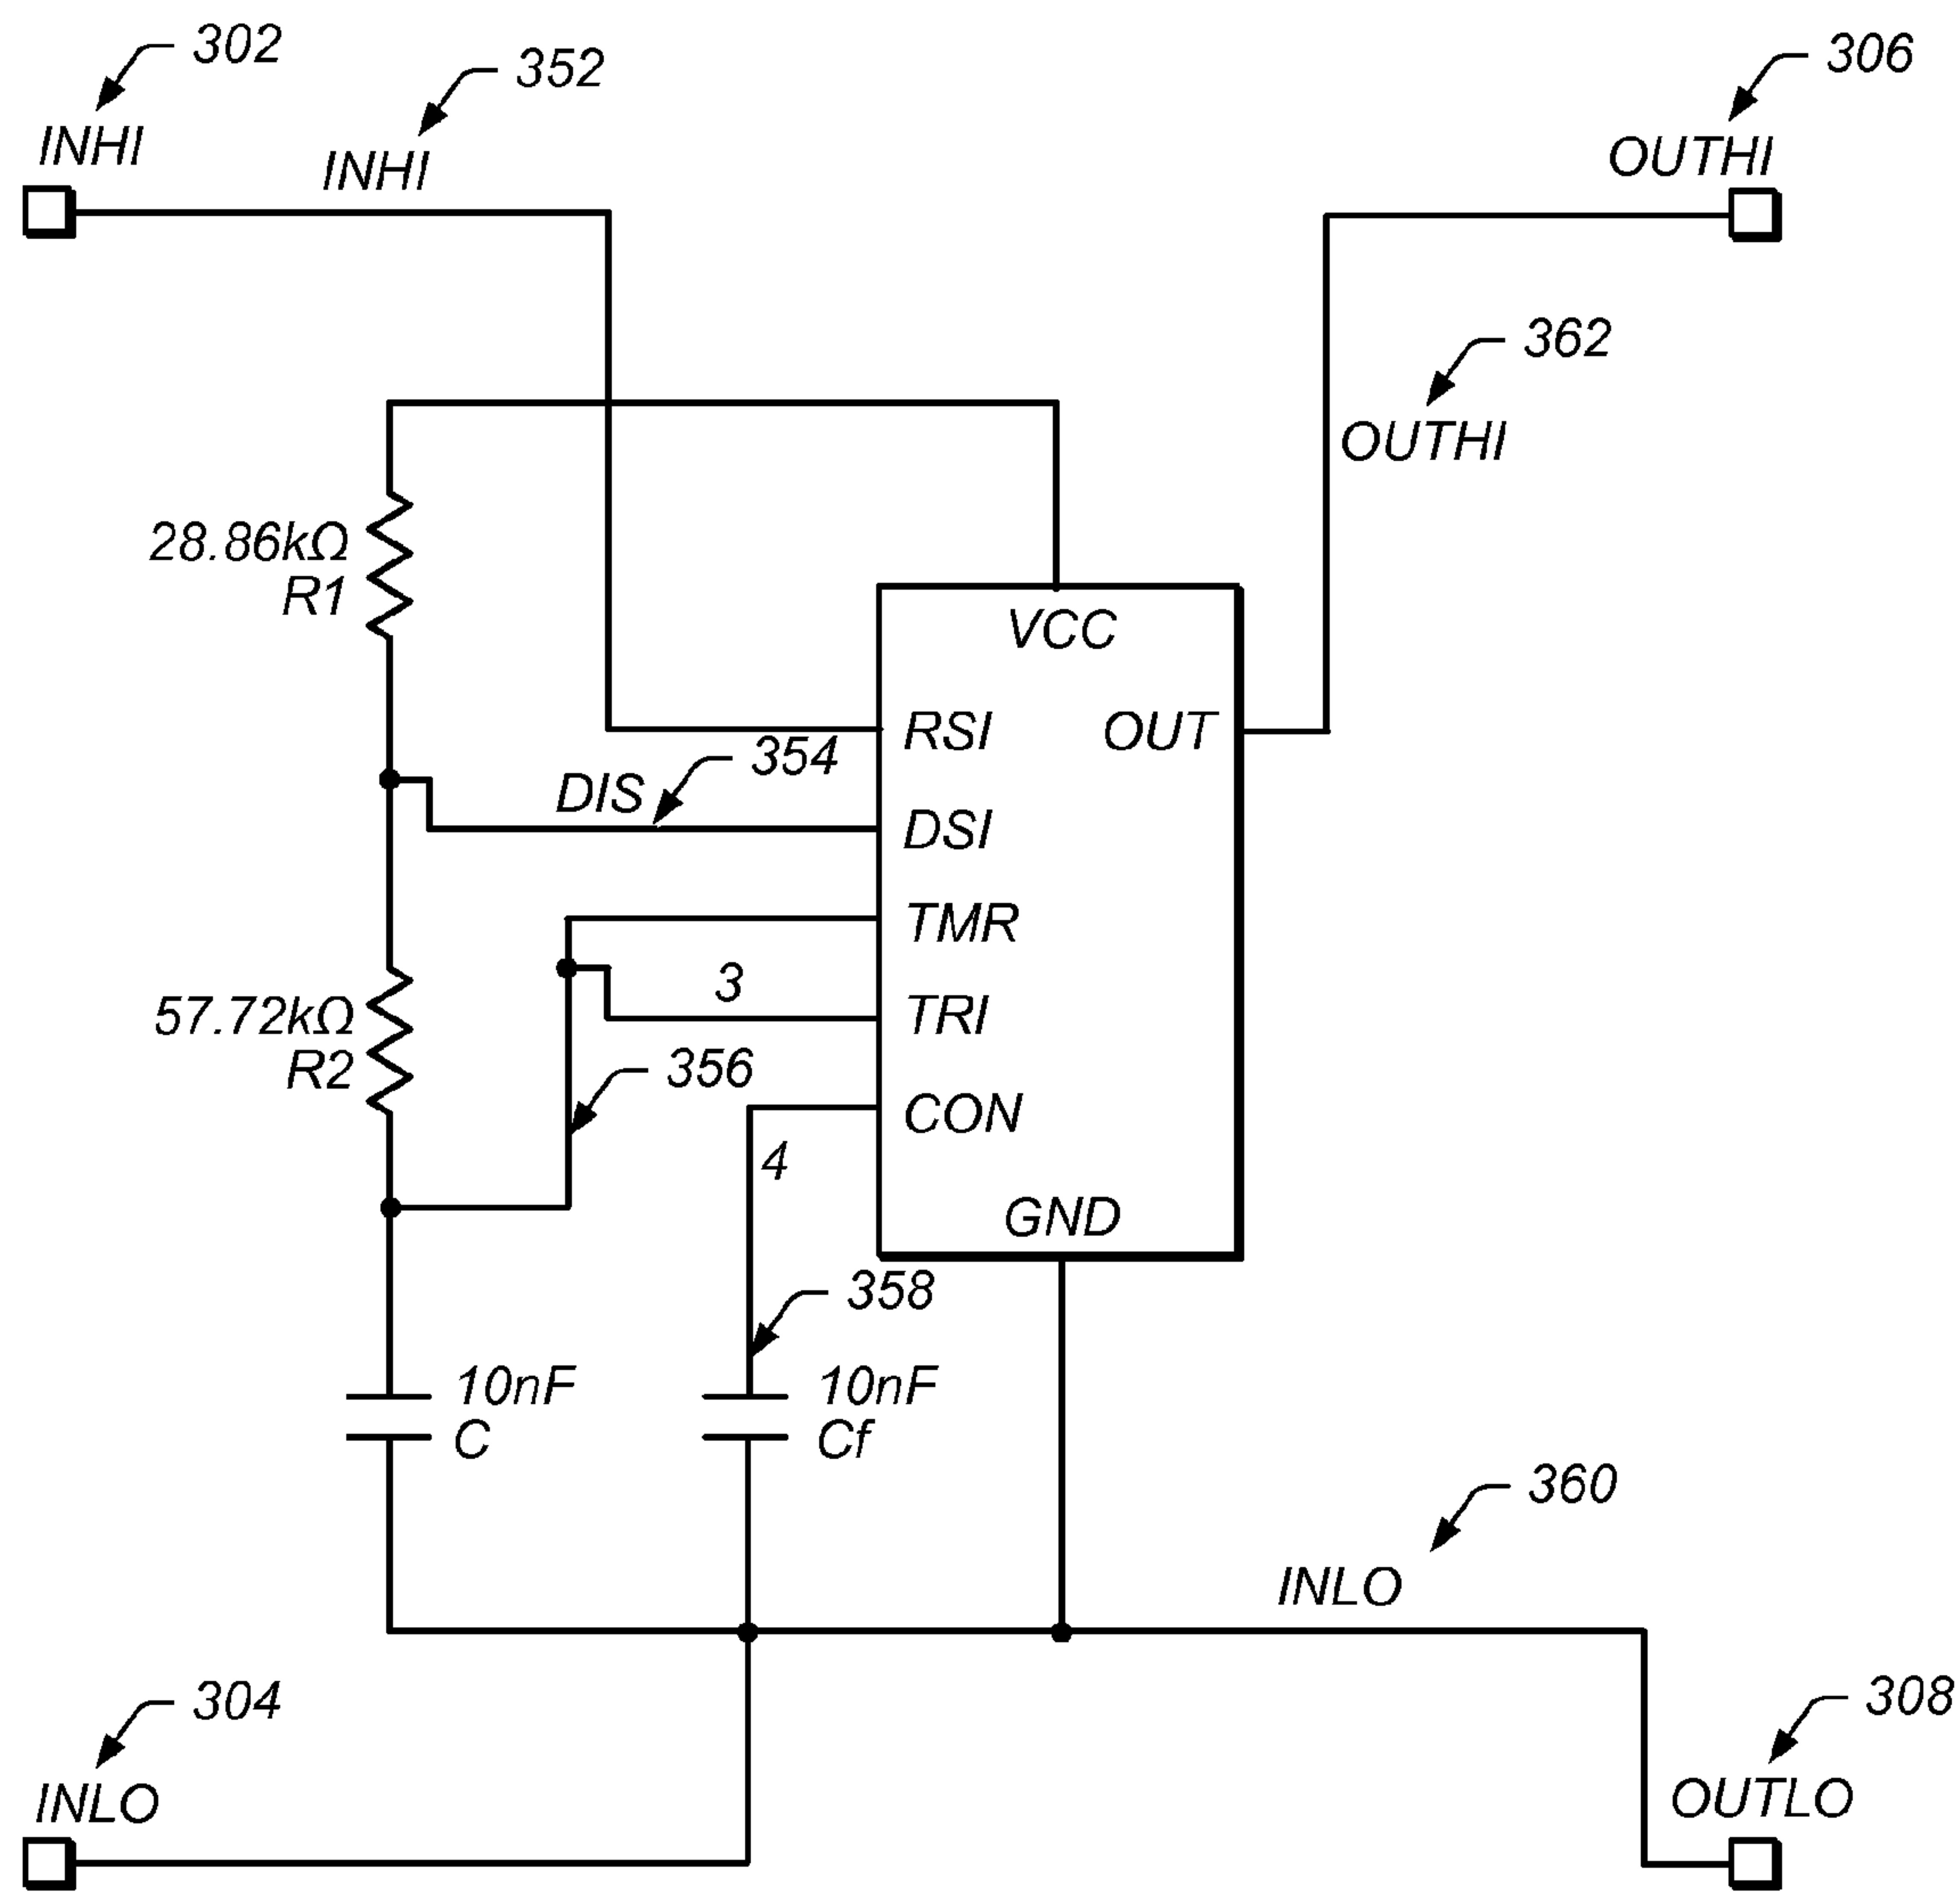 302
352
306
INHI
INHI
OUTHI
362
OUTHI
28.86kΩ
R1
VCC
RSI
OUT
354
DIS
DSI
TMR
3
TRI
57.72kΩ
R2
356
CON
4
GND
358
10nF
C
10nF
Cf
360
INLO
304
308
INLO
OUTLO